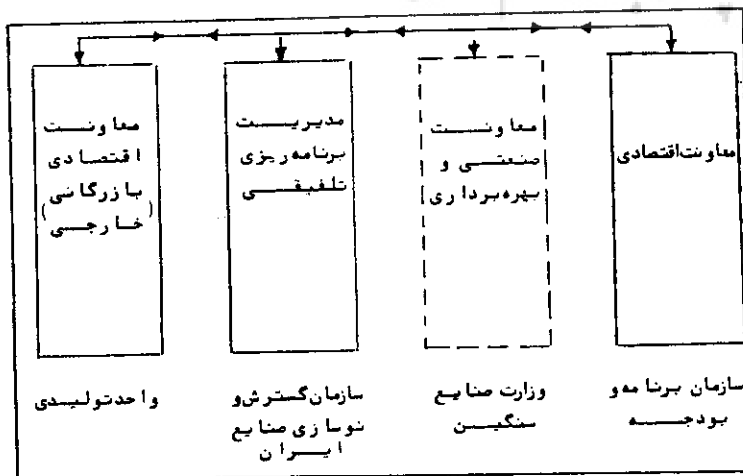 معاونت اقتصادی
معاونت
صنعتی و
بهره‌برداری
مدیریت
برنامه‌ریزی
تلفیقی
معاونت
اقتصادی
(بازرگانی
خارجی)
سازمان برنامه و
بودجه
وزارت صنایع
سنگین
سازمان گسترش و
نوسازی صنایع
ایران
واحد تولیدی